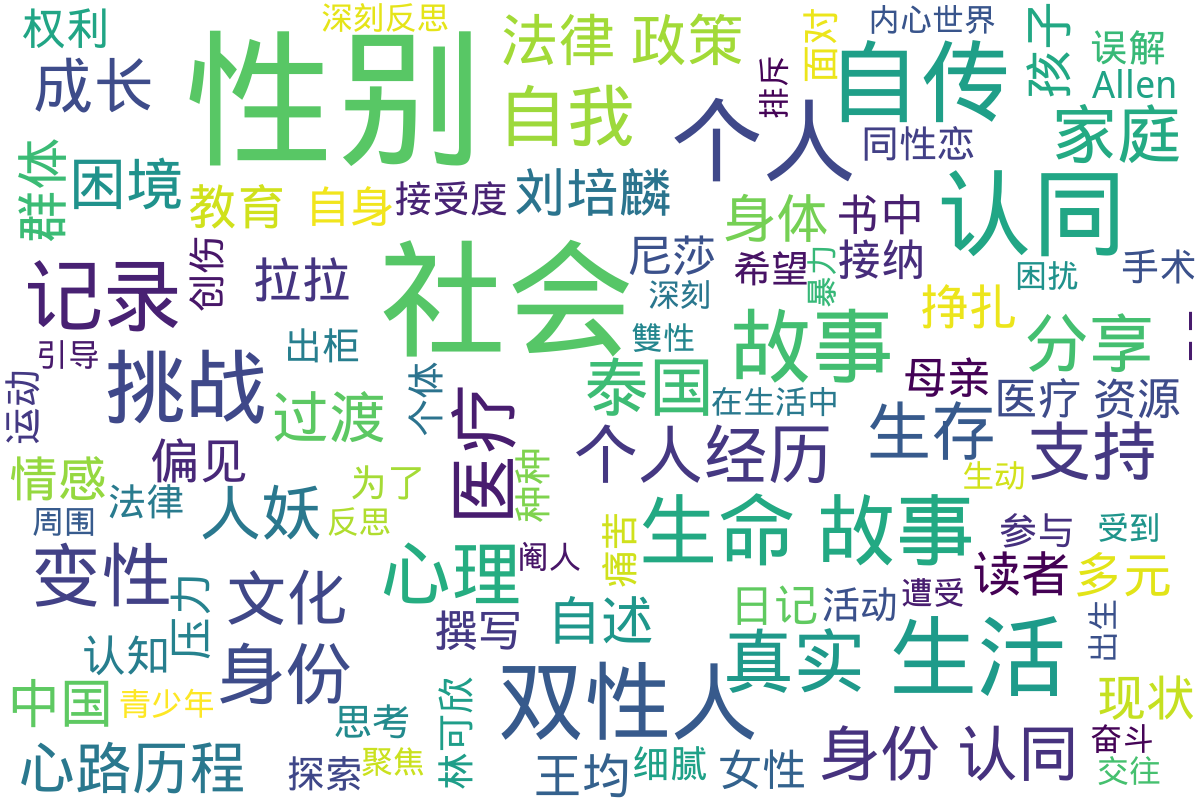 权利
深刻反思
法律 政策
面对
内心世界
孩子
误解
成长
性别
自我
排斥
自传
Allen
群体
困境
个人
同性恋
家庭
教育
自身
接受度
刘培麟
身体
书中
认同
记录
创伤
拉拉
社会
尼莎
希望
暴力
接纳
困扰
手术
深刻
引导
出柜
雙性
故事
挣扎
分享
运动
挑战
过渡
个体
医疗
泰国
在生活中
母亲
医疗 资源
偏见
个人经历
生存
支持
情感
法律
人妖
为了
种种
生动
周围
反思
痛苦
生命 故事
参与
受到
变性
压力
文化
心理
阉人
读者
多元
撰写
自述
日记
活动
遭受
出生
认知
身份
真实
生活
中国
青少年
思考
林可欣
双性人
现状
心路历程
探索
聚焦
王均
细腻
女性
身份 认同
奋斗
交往